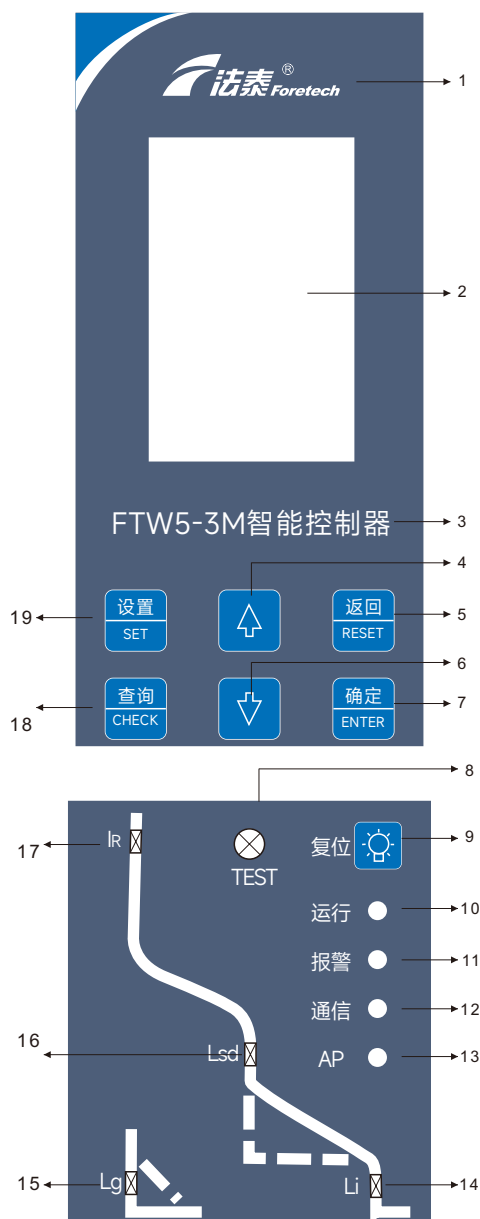 法泰® Foretech
1
2
FTW5-3M智能控制器
3
4
设置
SET
19
返回
RESET
5
6
查询
CHECK
18
确定
ENTER
7
8
IR
17
TEST
复位
9
运行
10
报警
11
通信
12
16
Lsd
AP
13
15
Lg
Li
14